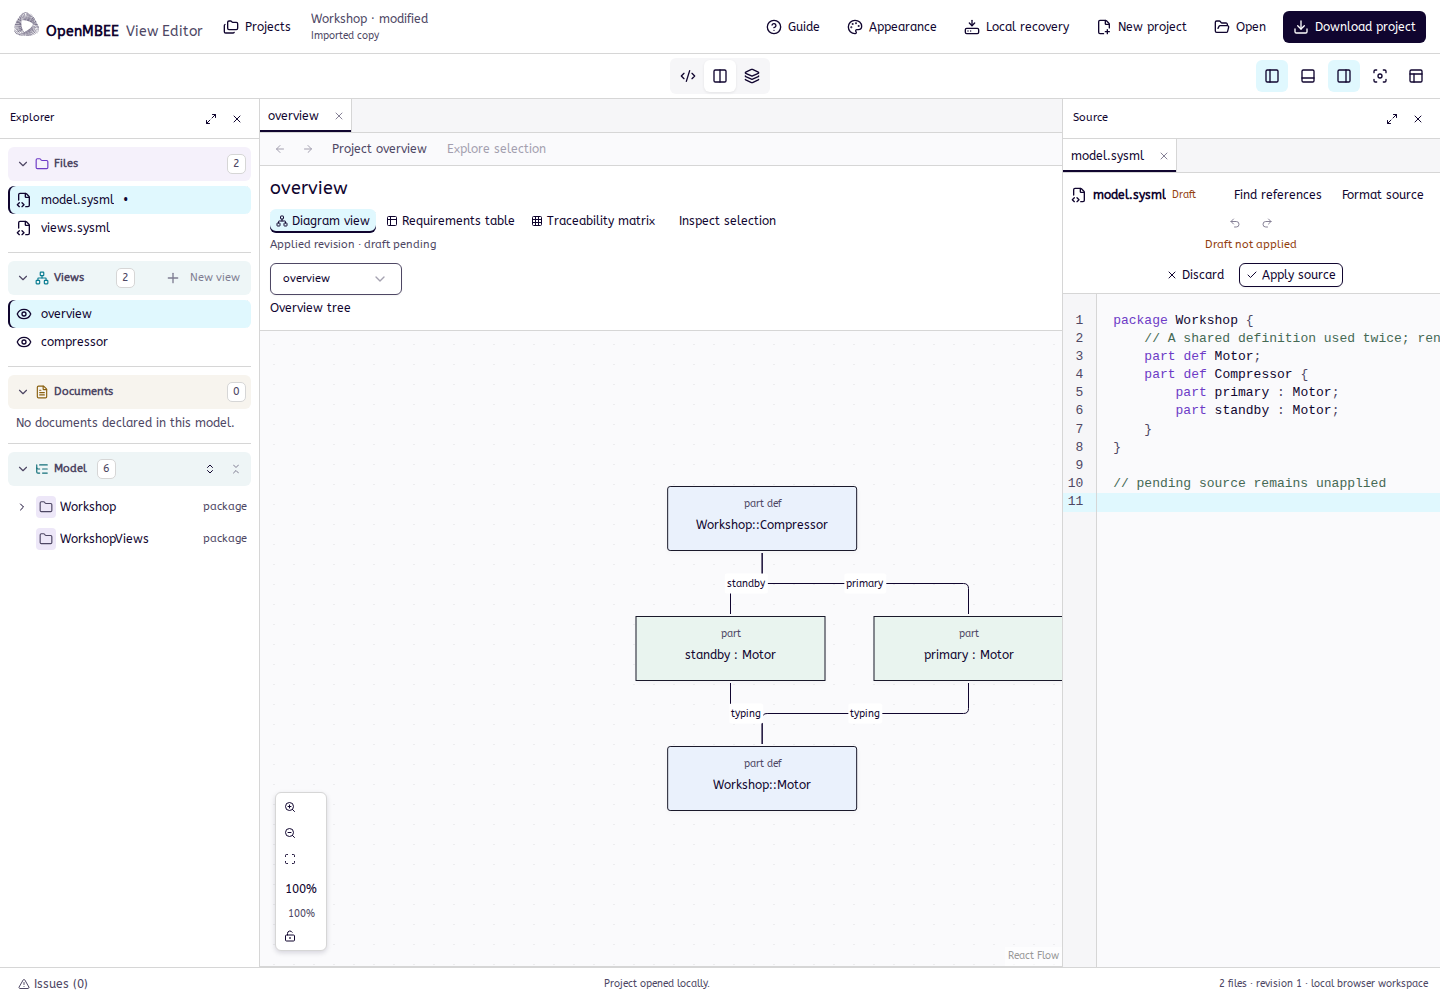 OpenMBEE View Editor
Projects
Workshop · modified
Imported copy
Guide
Appearance
Local recovery
New project
Open
Download project
Explorer
Files
2
model.sysml •
views.sysml
Views
2
New view
overview
compressor
Documents
0
No documents declared in this model.
Model
6
Workshop
package
WorkshopViews
package
overview
Project overview
Explore selection
overview
Diagram view
Requirements table
Traceability matrix
Inspect selection
Applied revision · draft pending
overview
Overview tree
part def
Workshop::Compressor
standby
primary
part
standby : Motor
part
primary : Motor
typing
typing
part def
Workshop::Motor
100%
100%
React Flow
Source
model.sysml
model.sysml Draft
Find references
Format source
Draft not applied
Discard
Apply source
1 package Workshop {
2 // A shared definition used twice; ren
3 part def Motor;
4 part def Compressor {
5 part primary : Motor;
6 part standby : Motor;
7 }
8 }
9
10 // pending source remains unapplied
11
Issues (0)
Project opened locally.
2 files · revision 1 · local browser workspace